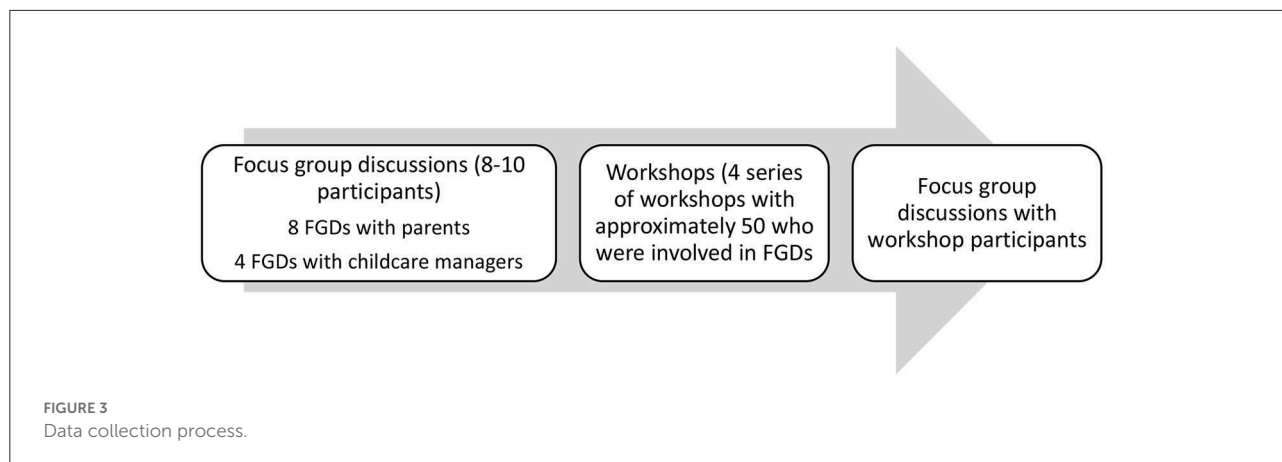 Focus group discussions (8-10
participants)
8 FGDs with parents
4 FGDs with childcare managers
Workshops (4 series
of workshops with
approximately 50 who
were involved in FGDs
Focus group
discussions with
workshop participants
FIGURE 3
Data collection process.